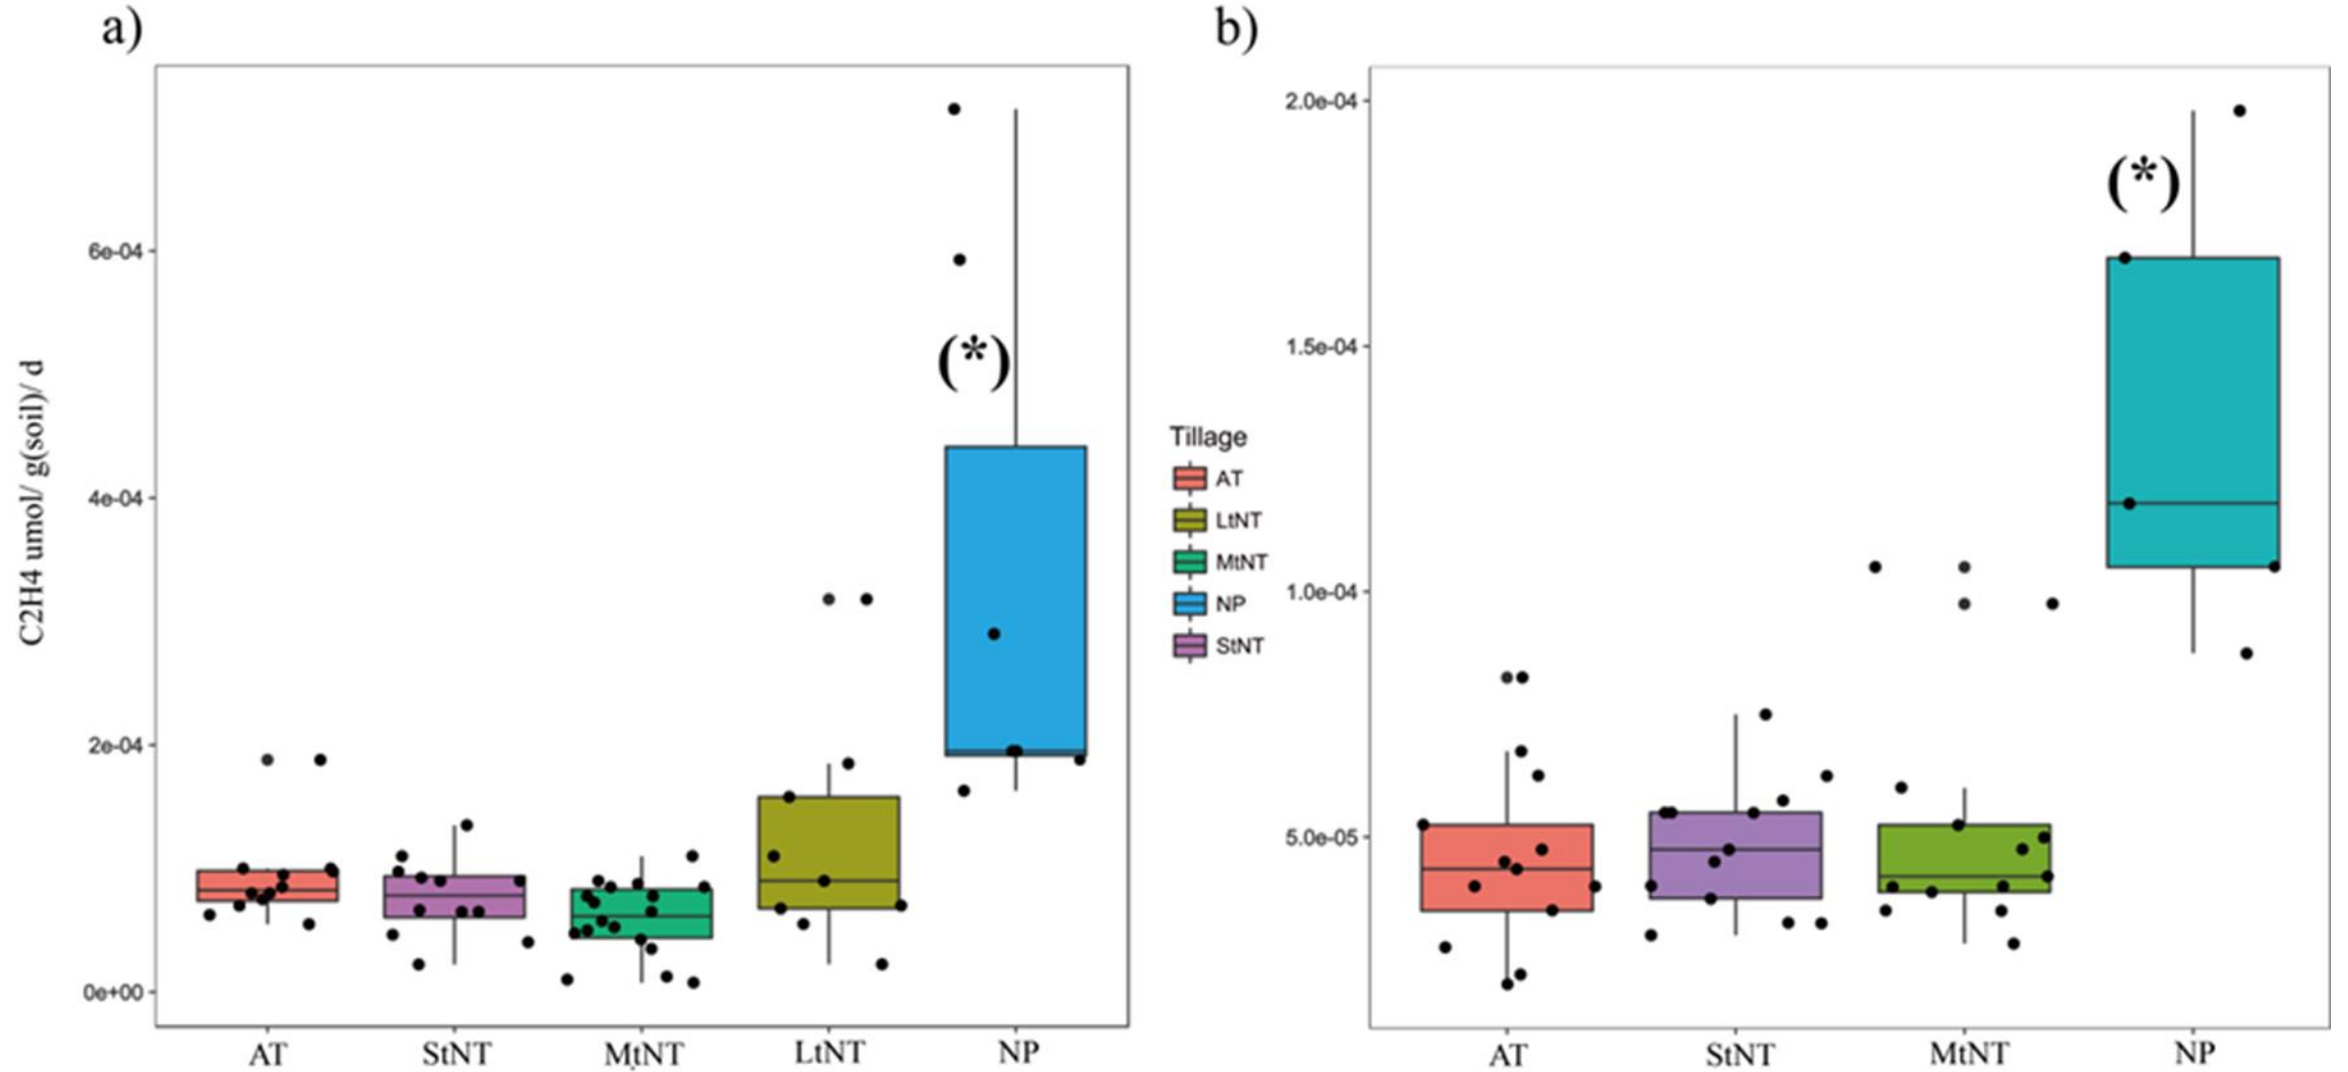 a)
C2H4 umol/ g(soil)/ d
6e-04
4e-04
2e-04
0e+00
(*)
AT StNT MtNT LtNT NP
Tillage
AT
LtNT
MtNT
NP
StNT
b)
2.0e-04
1.5e-04
1.0e-04
5.0e-05
(*)
AT StNT MtNT NP